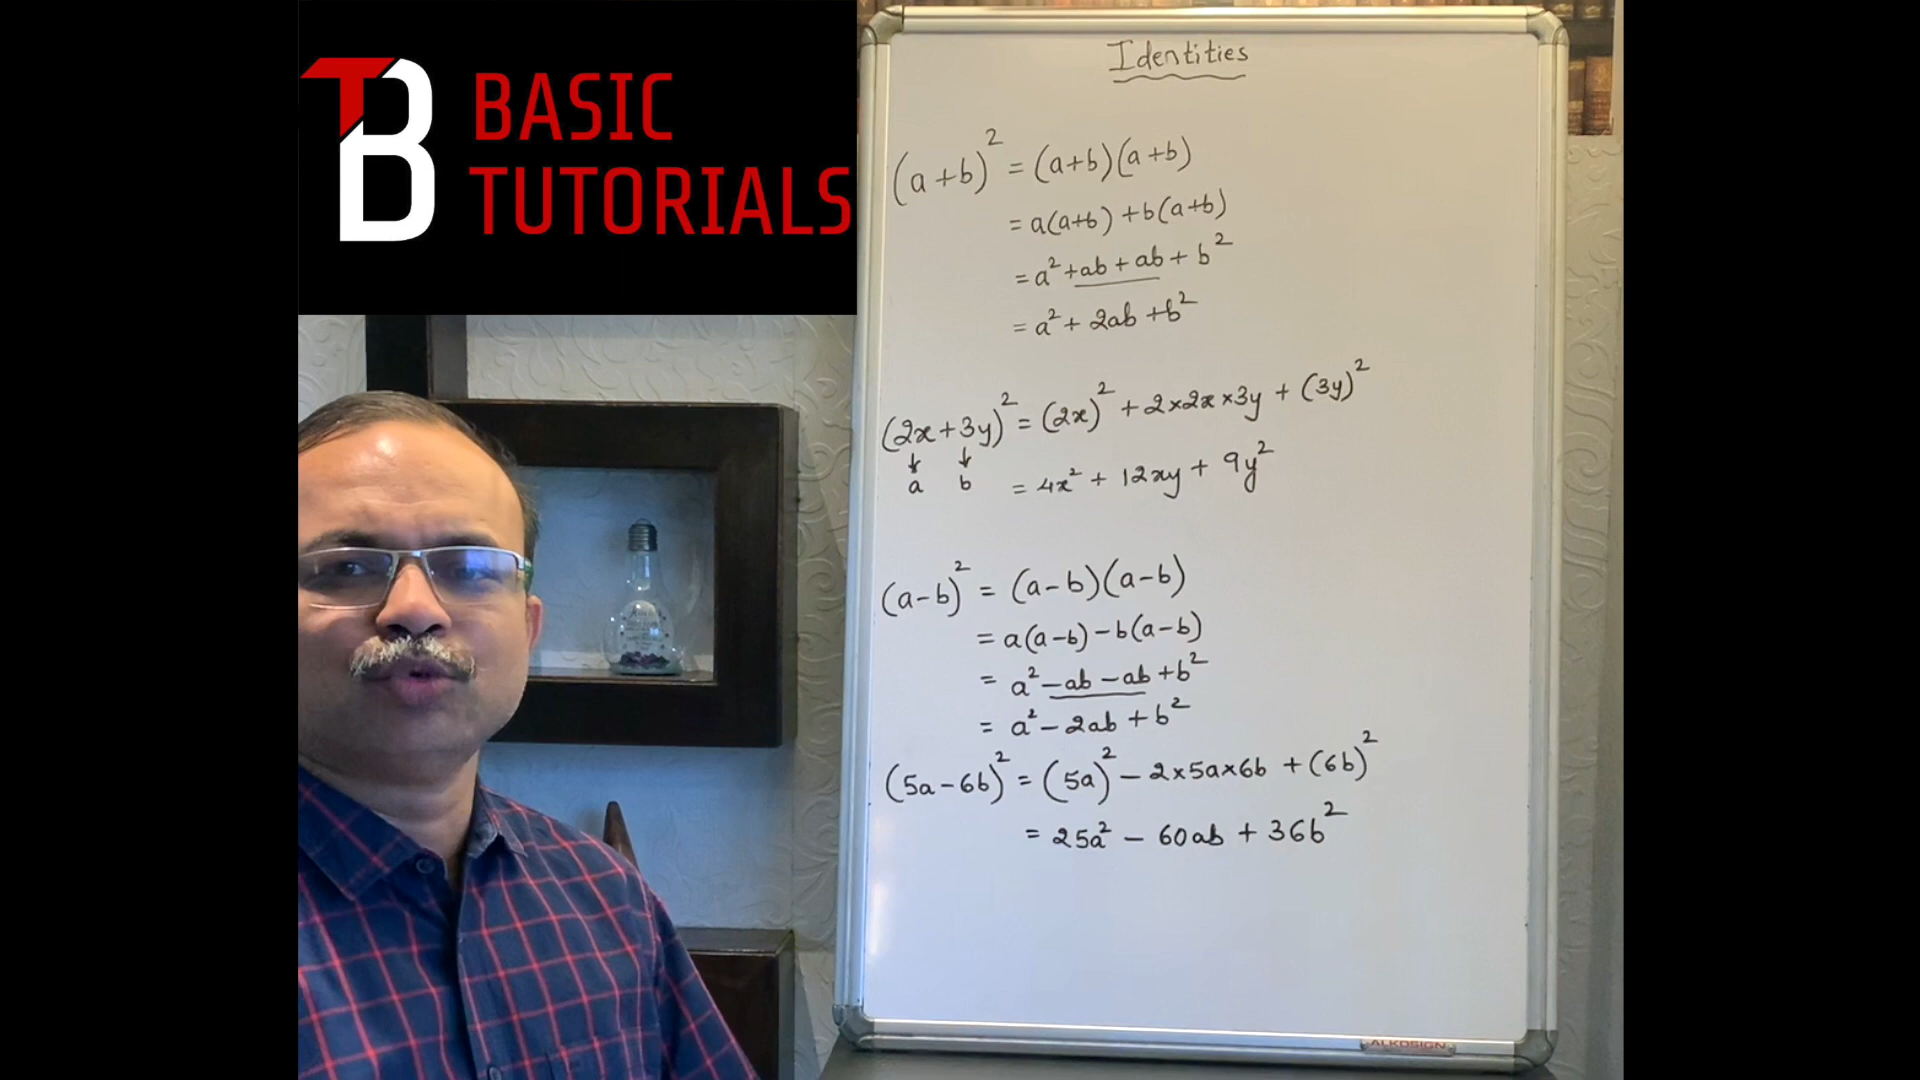 BASIC
TUTORIALS
Identities
(a+b)² = (a+b)(a+b)
= a(a+b) + b(a+b)
= a² + ab + ab + b²
= a² + 2ab + b²
(2x+3y)² = (2x)² + 2×2x×3y + (3y)²
a b
= 4x² + 12xy + 9y²
(a-b)² = (a-b)(a-b)
= a(a-b) - b(a-b)
= a² - ab - ab + b²
= a² - 2ab + b²
(5a-6b)² = (5a)² - 2×5a×6b + (6b)²
= 25a² - 60ab + 36b²
ALKOSIGN